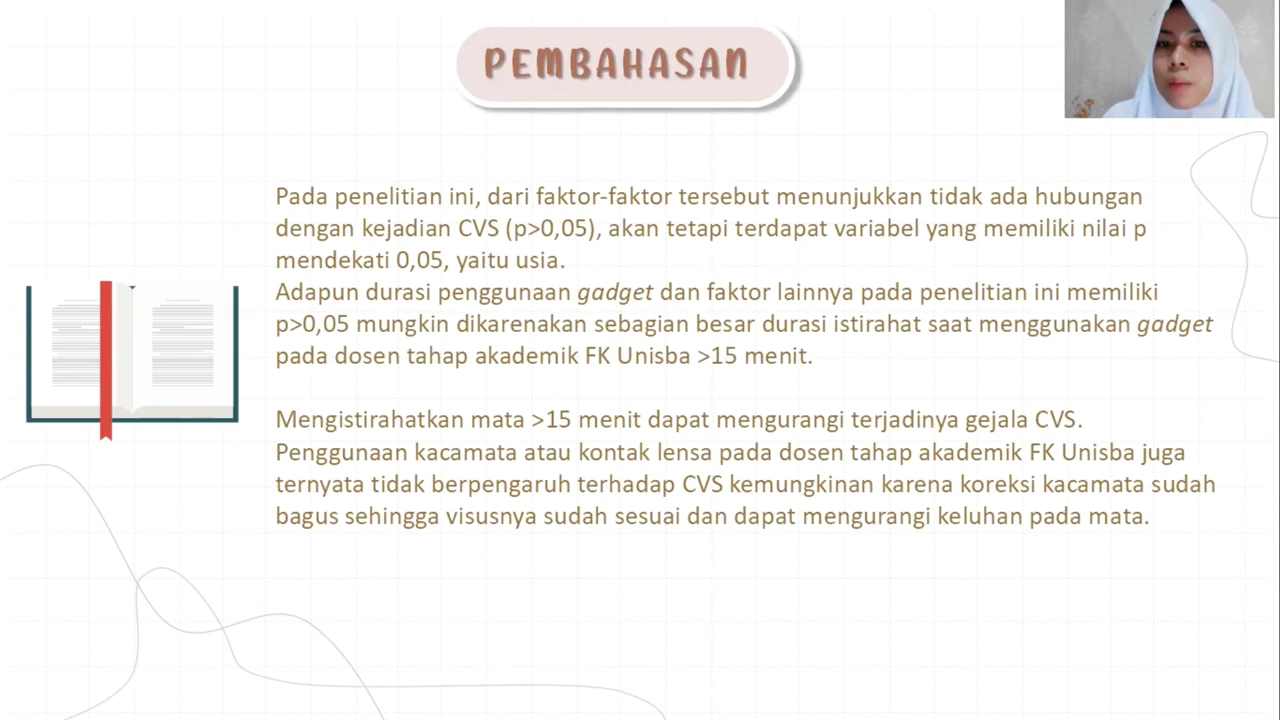 PEMBAHASAN
Pada penelitian ini, dari faktor-faktor tersebut menunjukkan tidak ada hubungan
dengan kejadian CVS (p>0,05), akan tetapi terdapat variabel yang memiliki nilai p
mendekati 0,05, yaitu usia.
Adapun durasi penggunaan gadget dan faktor lainnya pada penelitian ini memiliki
p>0,05 mungkin dikarenakan sebagian besar durasi istirahat saat menggunakan gadget
pada dosen tahap akademik FK Unisba >15 menit.
Mengistirahatkan mata >15 menit dapat mengurangi terjadinya gejala CVS.
Penggunaan kacamata atau kontak lensa pada dosen tahap akademik FK Unisba juga
ternyata tidak berpengaruh terhadap CVS kemungkinan karena koreksi kacamata sudah
bagus sehingga visusnya sudah sesuai dan dapat mengurangi keluhan pada mata.